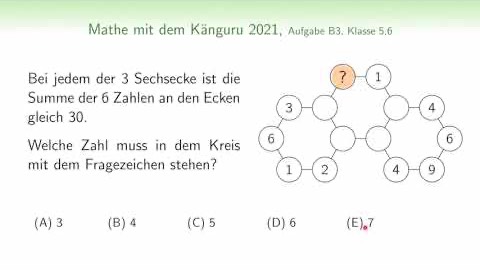 Mathe mit dem Känguru 2021, Aufgabe B3, Klasse 5.6
Bei jedem der 3 Sechsecke ist die
Summe der 6 Zahlen an den Ecken
gleich 30.
Welche Zahl muss in dem Kreis
mit dem Fragezeichen stehen?
? 1
3 4
6 6
1 2 4 9
(A) 3 (B) 4 (C) 5 (D) 6 (E) 7